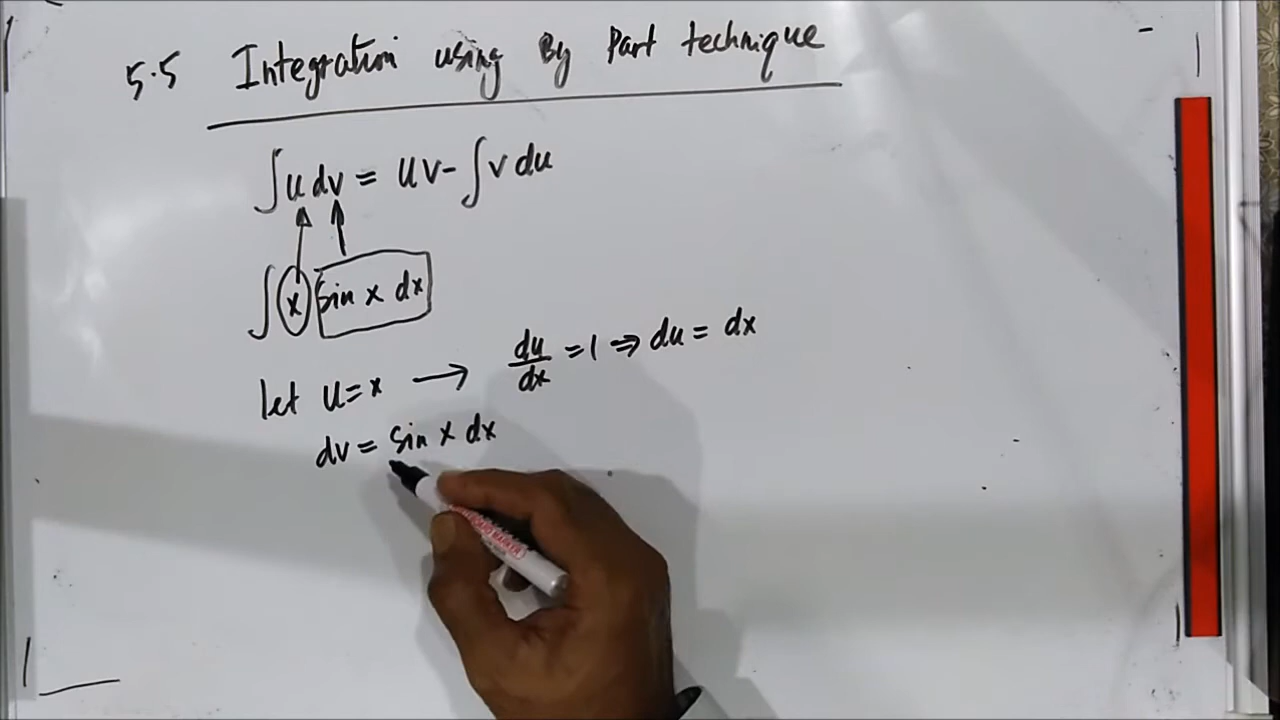 5.5 Integration using By Part technique
∫u dv = uv - ∫v du
∫x sin x dx
let u = x → du/dx = 1 ⇒ du = dx
dv = sin x dx